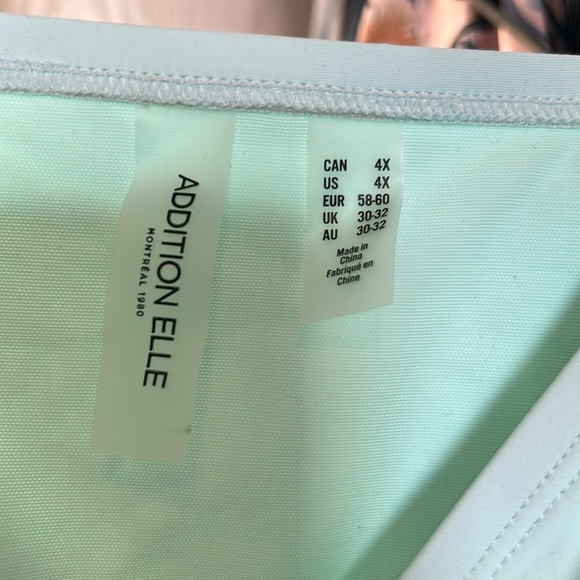 ADDITION ELLE
MONTRÉAL 1980
CAN 4X
US 4X
EUR 58-60
UK 30-32
AU 30-32
Made in
China
Fabriqué en
Chine